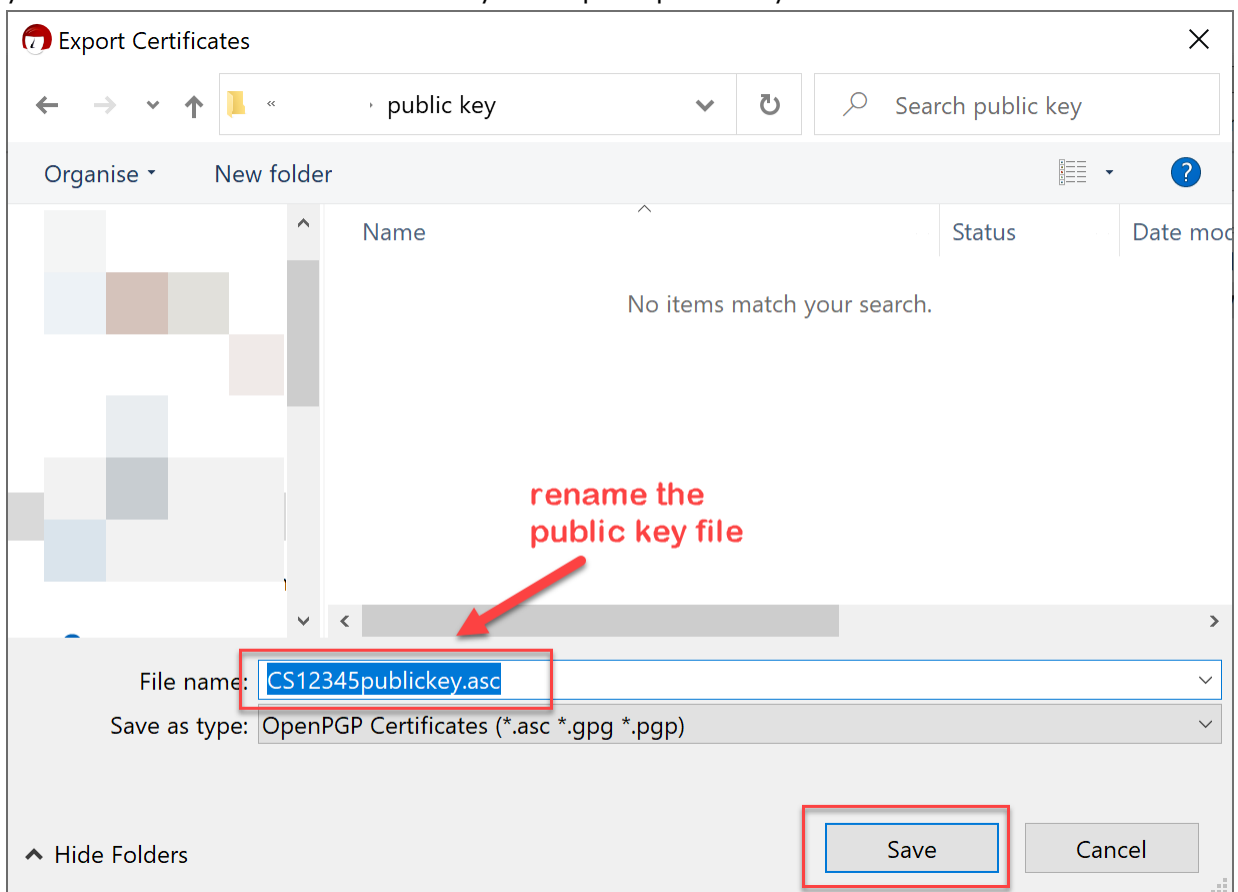 Export Certificates
« › public key
Search public key
Organise
New folder
?
Name
Status
Date mod
No items match your search.
rename the
public key file
File name: CS12345publickey.asc
Save as type: OpenPGP Certificates (*.asc *.gpg *.pgp)
Hide Folders
Save
Cancel